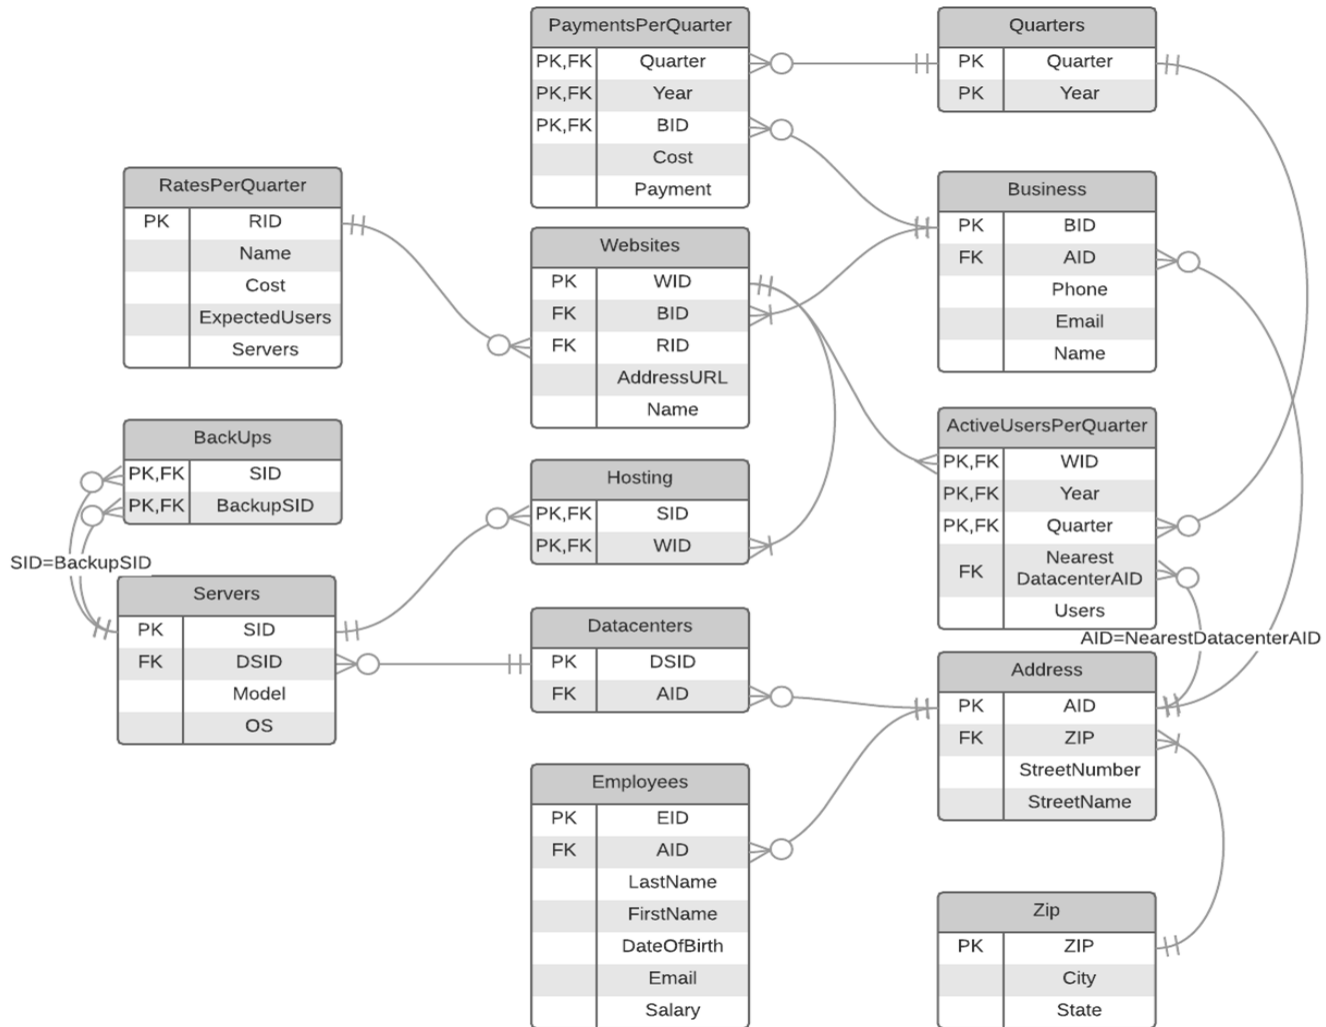 PaymentsPerQuarter
PK,FK Quarter
PK,FK Year
PK,FK BID
Cost
Payment
Quarters
PK Quarter
PK Year
RatesPerQuarter
PK RID
Name
Cost
ExpectedUsers
Servers
Websites
PK WID
FK BID
FK RID
AddressURL
Name
Business
PK BID
FK AID
Phone
Email
Name
BackUps
PK,FK SID
PK,FK BackupSID
SID=BackupSID
Hosting
PK,FK SID
PK,FK WID
ActiveUsersPerQuarter
PK,FK WID
PK,FK Year
PK,FK Quarter
FK Nearest
DatacenterAID
Users
AID=NearestDatacenterAID
Servers
PK SID
FK DSID
Model
OS
Datacenters
PK DSID
FK AID
Address
PK AID
FK ZIP
StreetNumber
StreetName
Employees
PK EID
FK AID
LastName
FirstName
DateOfBirth
Email
Salary
Zip
PK ZIP
City
State